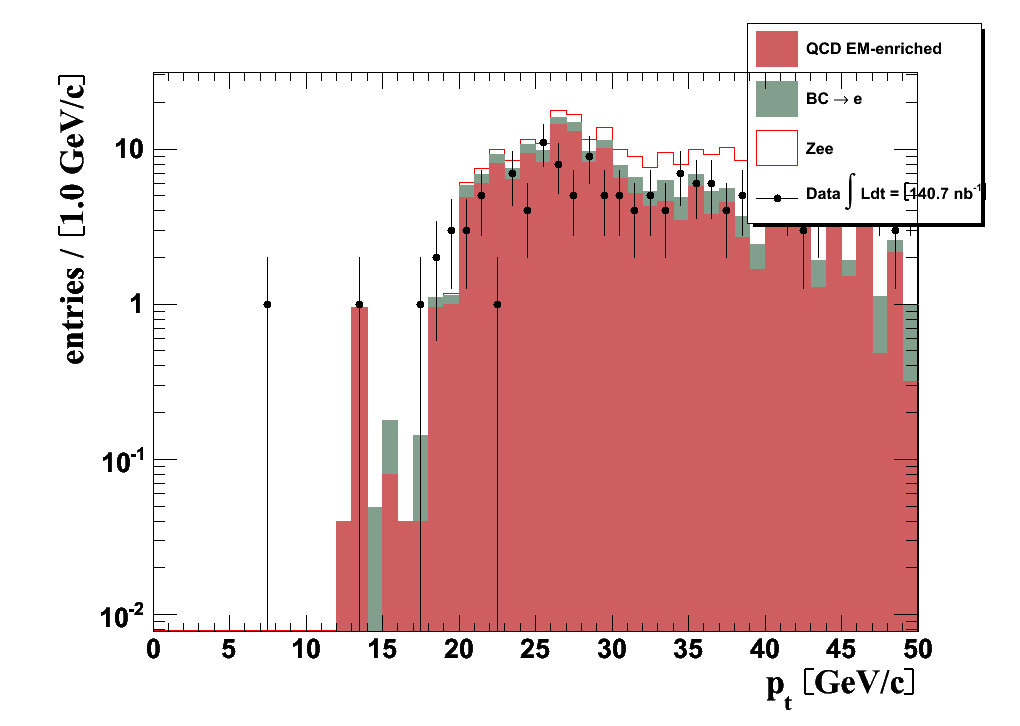 QCD EM-enriched
BC → e
Zee
Data ∫ Ldt = [140.7 nb⁻¹]
entries / [1.0 GeV/c]
10
1
10⁻¹
10⁻²
0 5 10 15 20 25 30 35 40 45 50
pₜ [GeV/c]